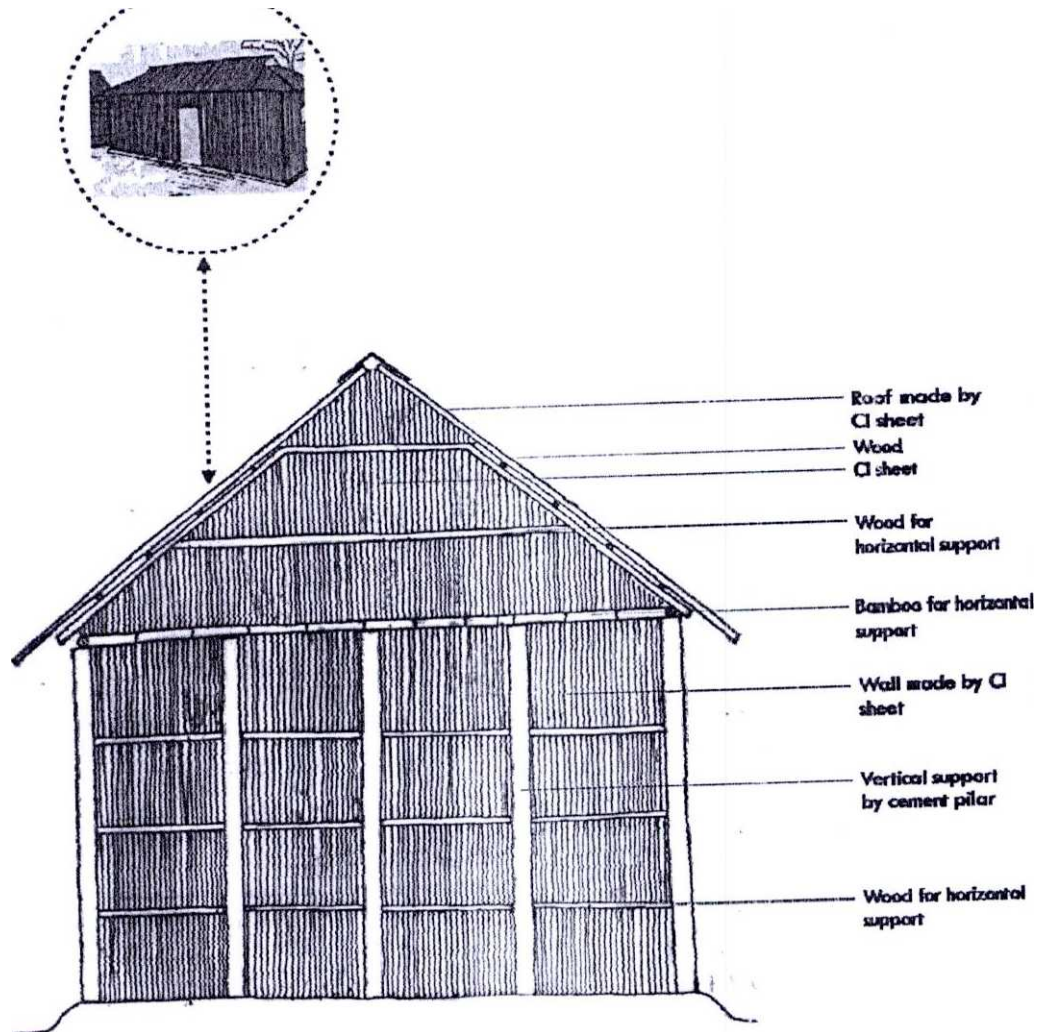 Roof made by
CI sheet
Wood
CI sheet
Wood for
horizontal support
Bamboo for horizontal
support
Wall made by CI
sheet
Vertical support
by cement pilar
Wood for horizontal
support